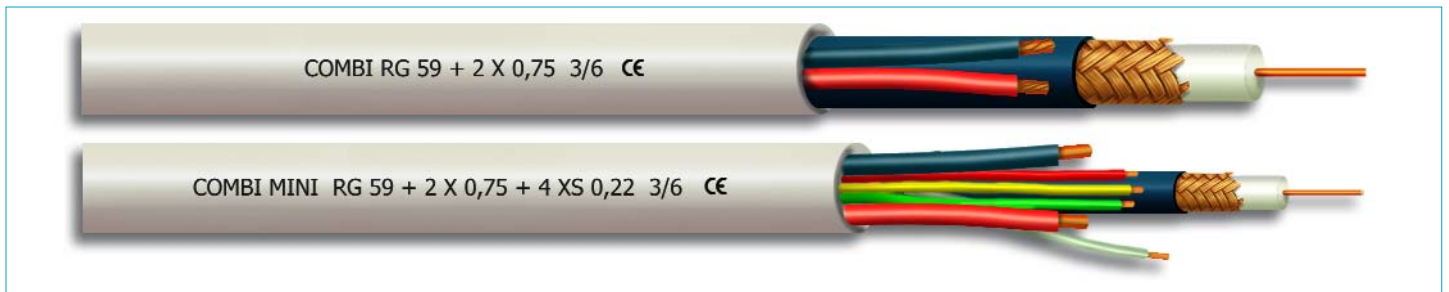 COMBI RG 59 + 2 X 0,75 3/6 CE
COMBI MINI RG 59 + 2 X 0,75 + 4 XS 0,22 3/6 CE